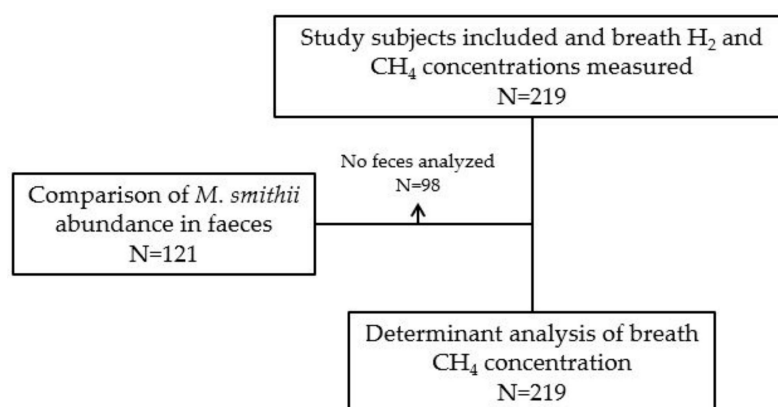 Study subjects included and breath H₂ and
CH₄ concentrations measured
N=219
No feces analyzed
N=98
Comparison of M. smithii
abundance in faeces
N=121
Determinant analysis of breath
CH₄ concentration
N=219